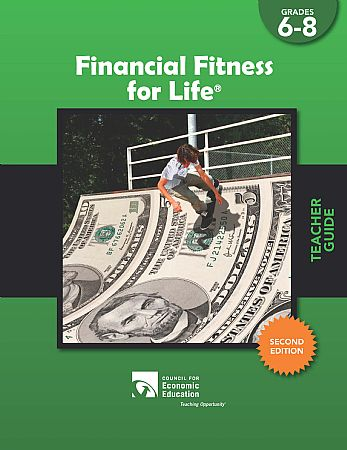 GRADES
6-8
Financial Fitness
for Life®
TEACHER
GUIDE
SECOND
EDITION
COUNCIL FOR
Economic
Education
Teaching Opportunity